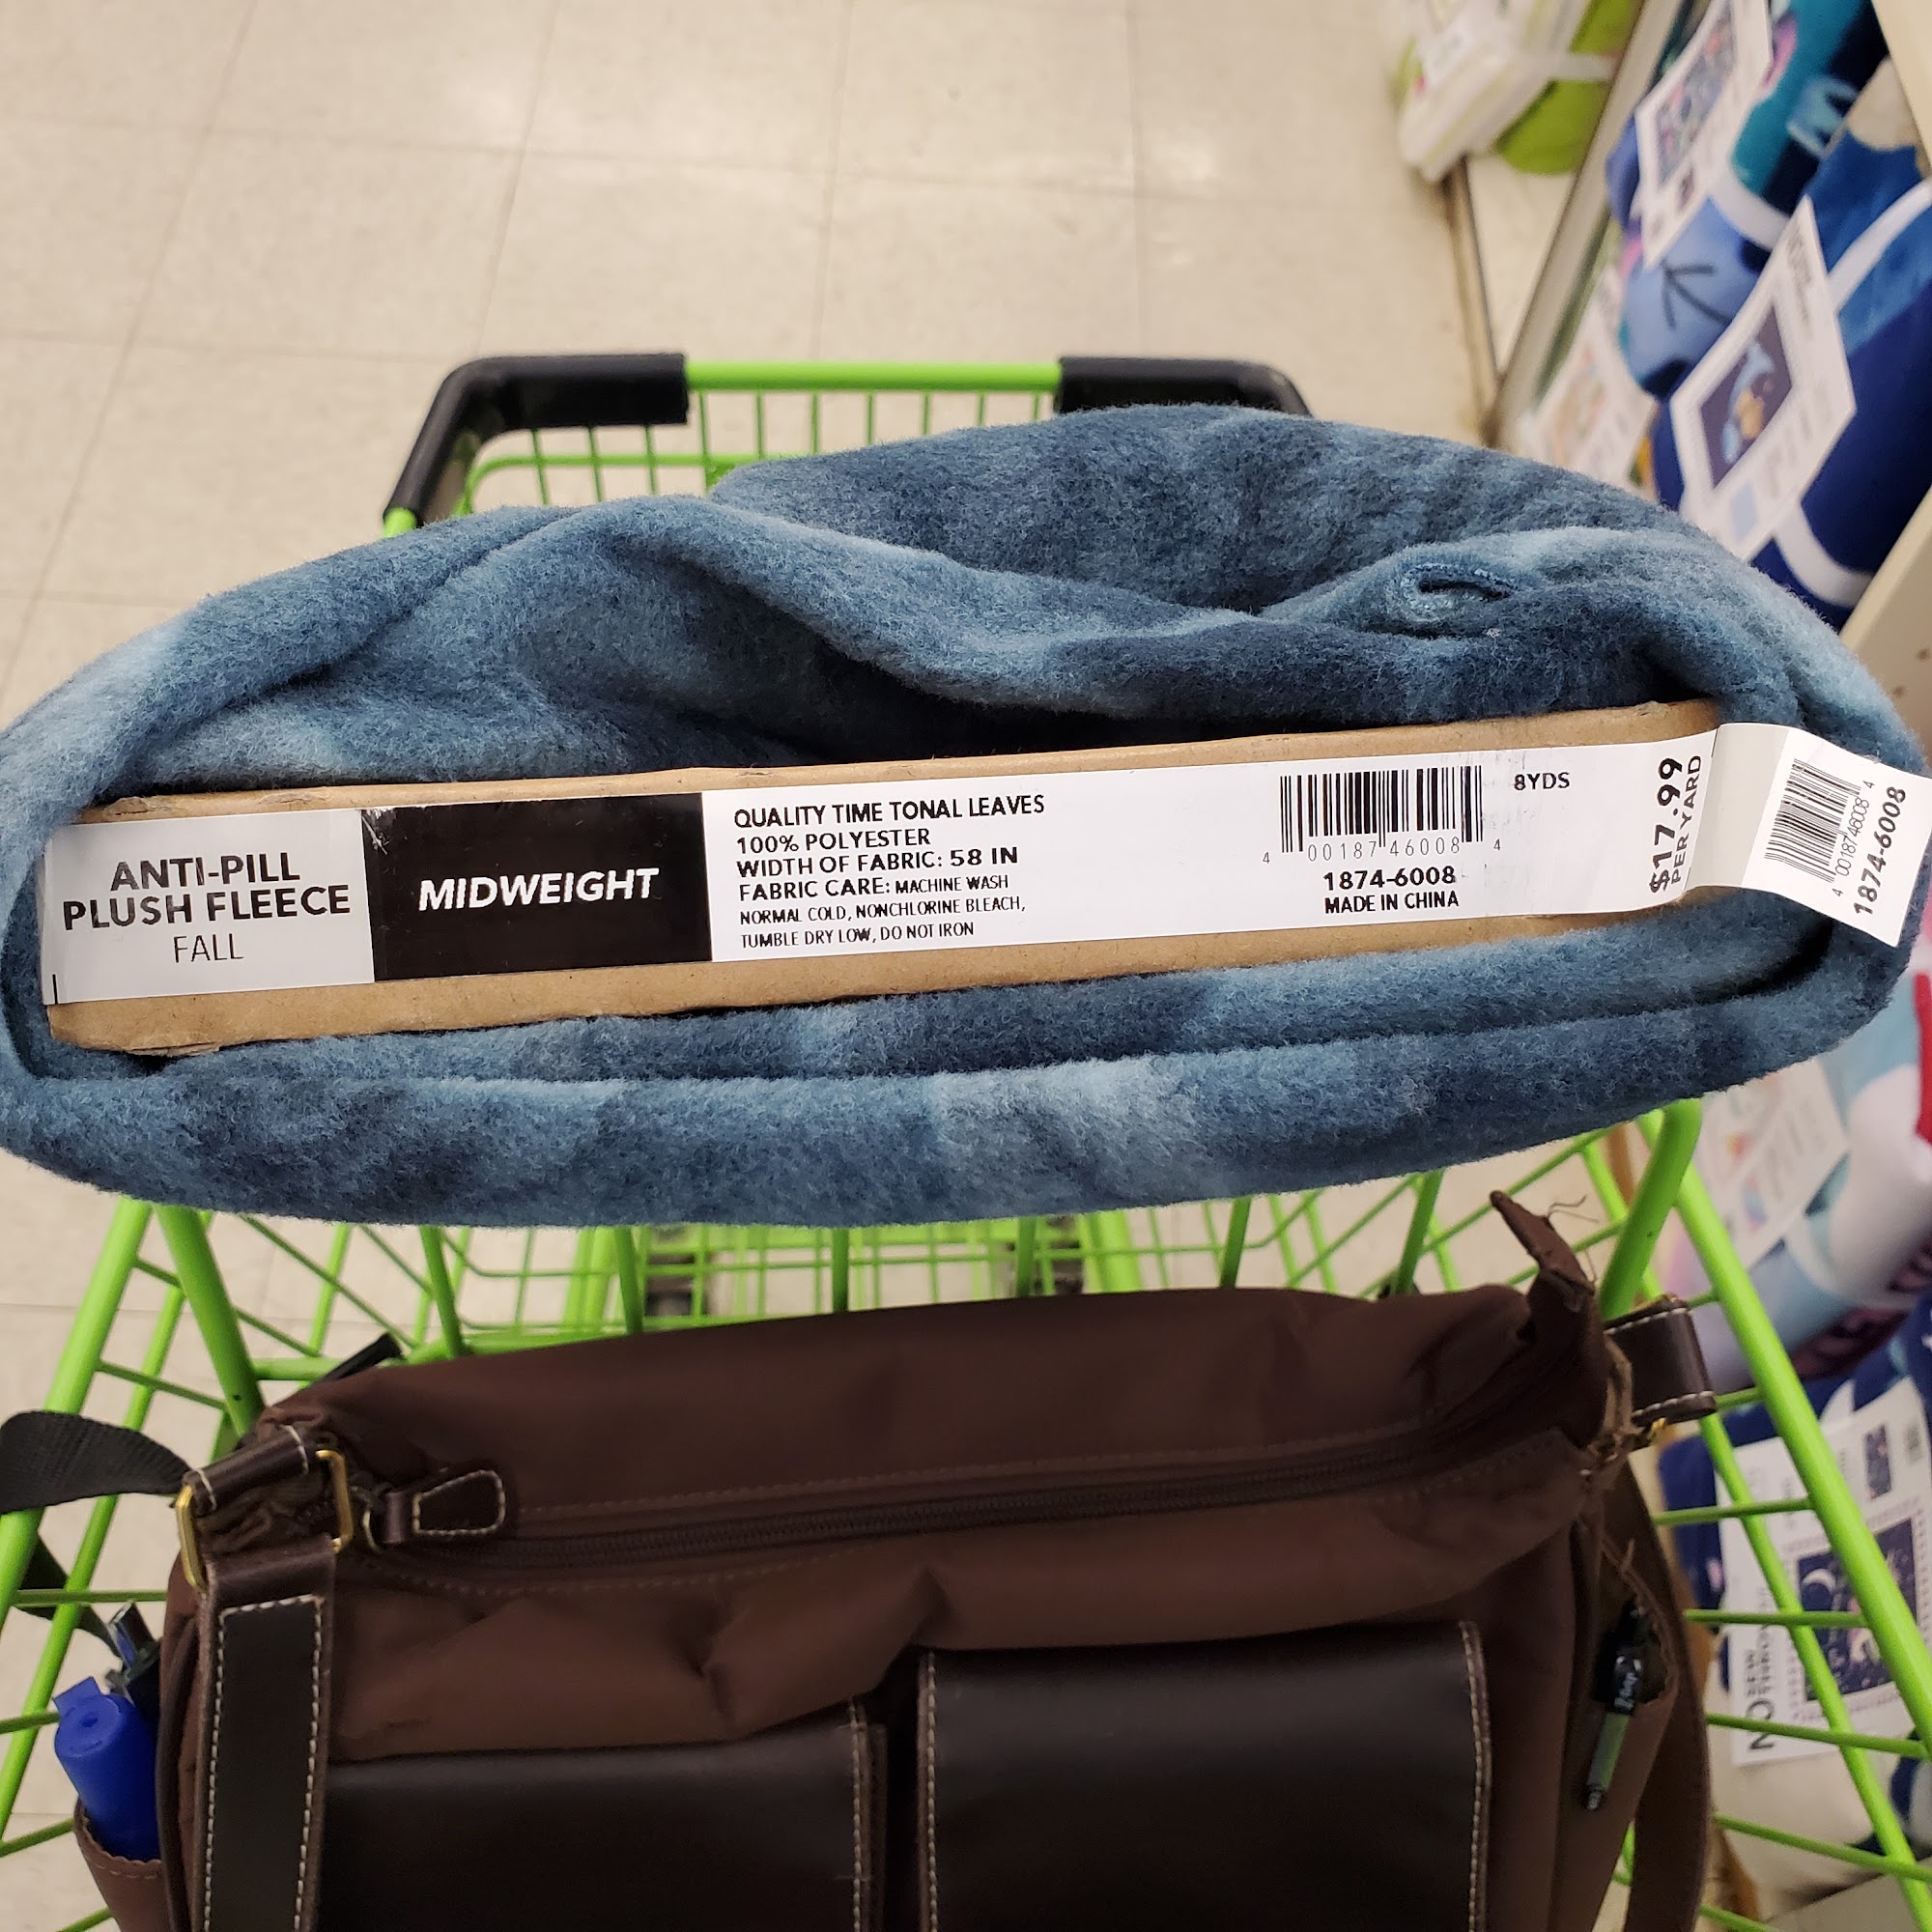 ANTI-PILL
PLUSH FLEECE
FALL
MIDWEIGHT
QUALITY TIME TONAL LEAVES
100% POLYESTER
WIDTH OF FABRIC: 58 IN
FABRIC CARE: MACHINE WASH
NORMAL COLD, NONCHLORINE BLEACH,
TUMBLE DRY LOW, DO NOT IRON
4 00187 46008 4
1874-6008
MADE IN CHINA
8YDS
$17.99
PER YARD
4 00187 46008 4
1874-6008